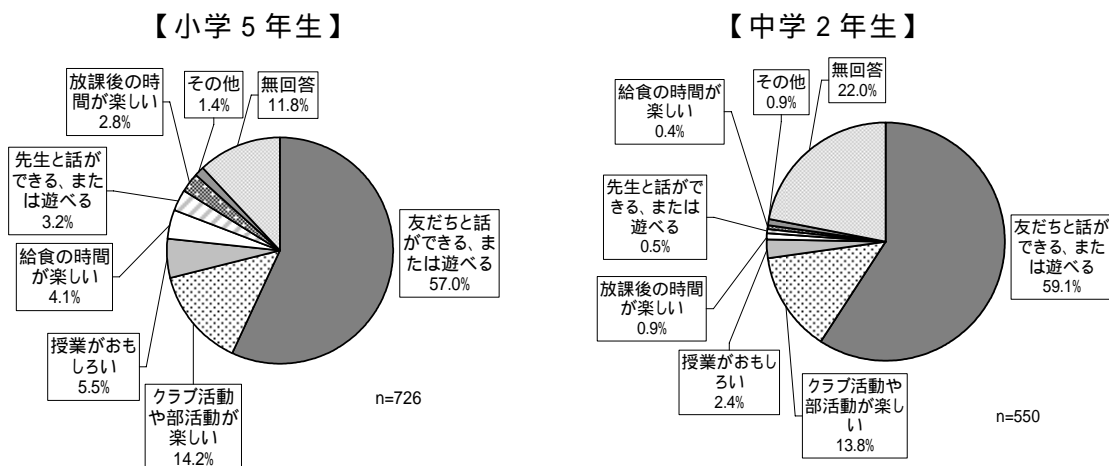 【小学５年生】
放課後の時
間が楽しい
2.8%
その他
1.4%
無回答
11.8%
先生と話が
できる、また
は遊べる
3.2%
給食の時間
が楽しい
4.1%
授業がおも
しろい
5.5%
クラブ活動
や部活動が
楽しい
14.2%
友だちと話
ができる、ま
たは遊べる
57.0%
n=726
【中学２年生】
給食の時間が
楽しい
0.4%
その他
0.9%
無回答
22.0%
先生と話がで
きる、または
遊べる
0.5%
放課後の時間
が楽しい
0.9%
授業がおもし
ろい
2.4%
クラブ活動や
部活動が楽し
い
13.8%
友だちと話が
できる、また
は遊べる
59.1%
n=550